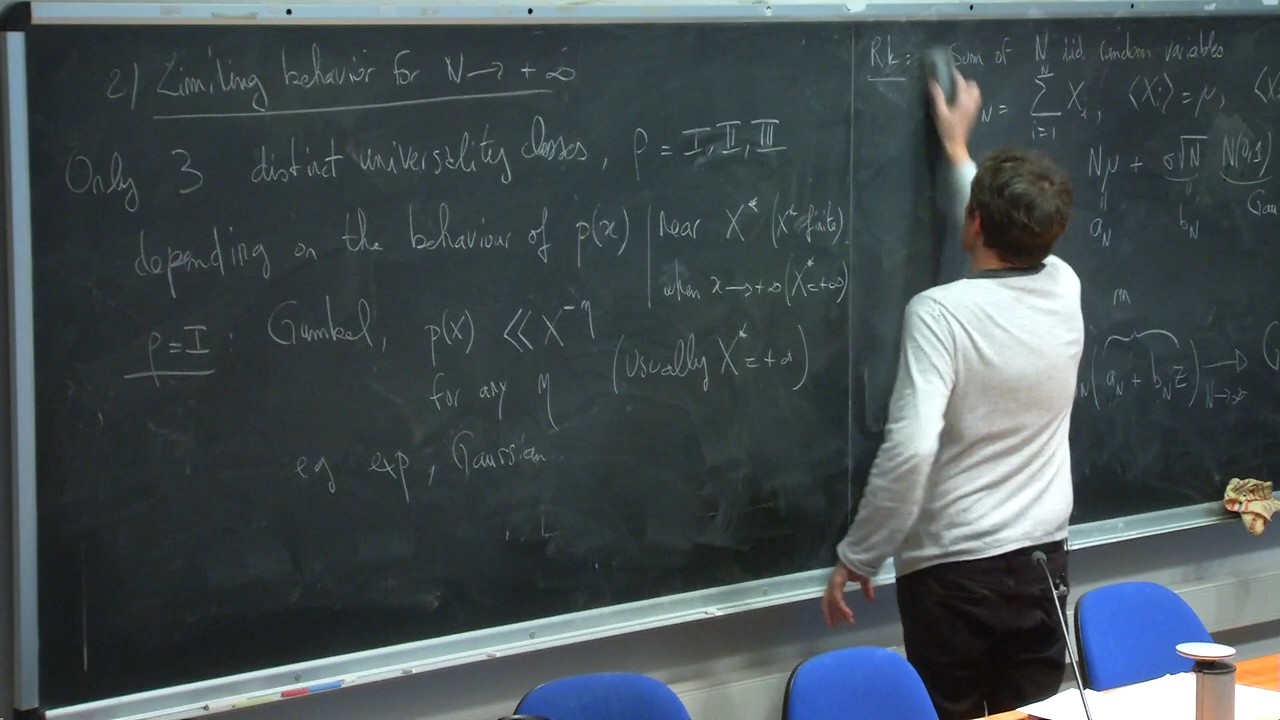 2) Limiting behavior for N → +∞
Only 3 distinct universality classes, ρ = I, II, III
depending on the behaviour of p(x) | near X* (X* finite)
when x → +∞ (X* = +∞)
ρ = I : Gumbel, p(x) << X^-η (usually X* = +∞)
for any η
eg exp, Gaussian..
Rk: Sum of N iid random variables
N = Σ_{i=1}^{N} X_i, ⟨X_i⟩ = μ, ⟨X
Nμ + σ√N N(0,1)
a_N b_N Gau
m
N(a_N + b_N z) → N→∞